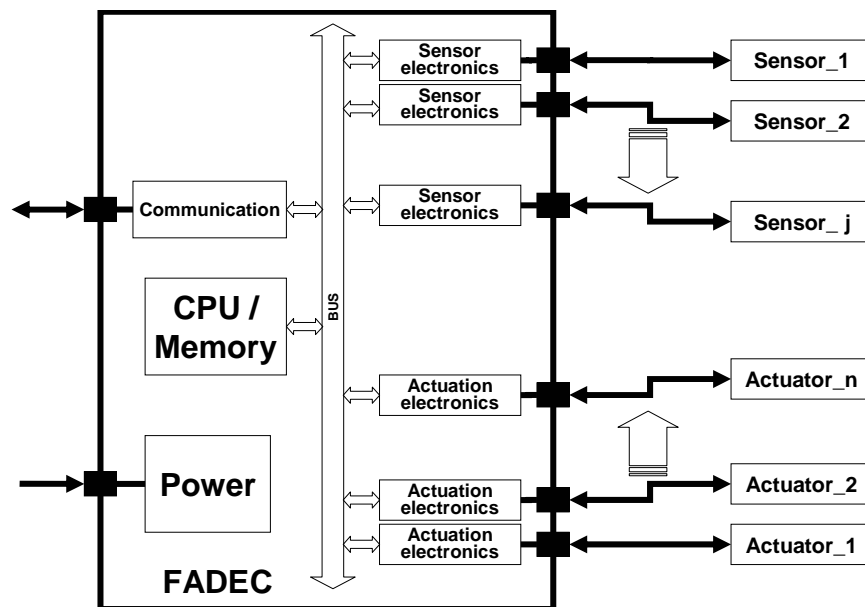 Sensor
electronics
Sensor_1
Sensor
electronics
Sensor_2
Communication
Sensor
electronics
Sensor_ j
CPU /
Memory
BUS
Actuation
electronics
Actuator_n
Power
Actuation
electronics
Actuator_2
Actuation
electronics
Actuator_1
FADEC